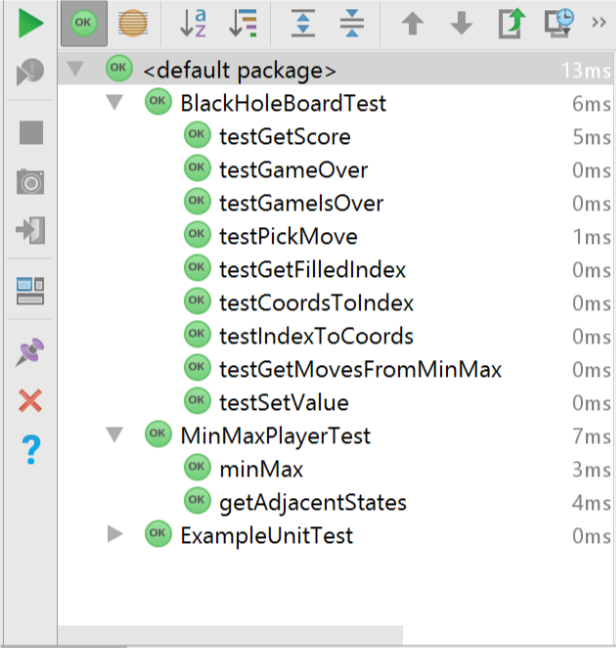 OK a z »
OK <default package> 13ms
OK BlackHoleBoardTest 6ms
OK testGetScore 5ms
OK testGameOver 0ms
OK testGameIsOver 0ms
OK testPickMove 1ms
OK testGetFilledIndex 0ms
OK testCoordsToIndex 0ms
OK testIndexToCoords 0ms
OK testGetMovesFromMinMax 0ms
OK testSetValue 0ms
OK MinMaxPlayerTest 7ms
OK minMax 3ms
OK getAdjacentStates 4ms
OK ExampleUnitTest 0ms
?